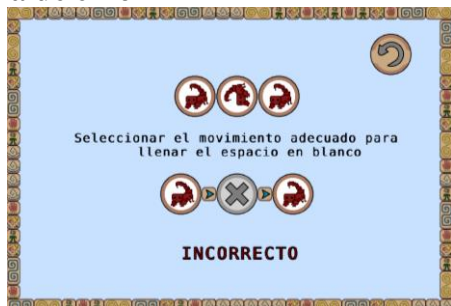 Seleccionar el movimiento adecuado para
llenar el espacio en blanco
INCORRECTO